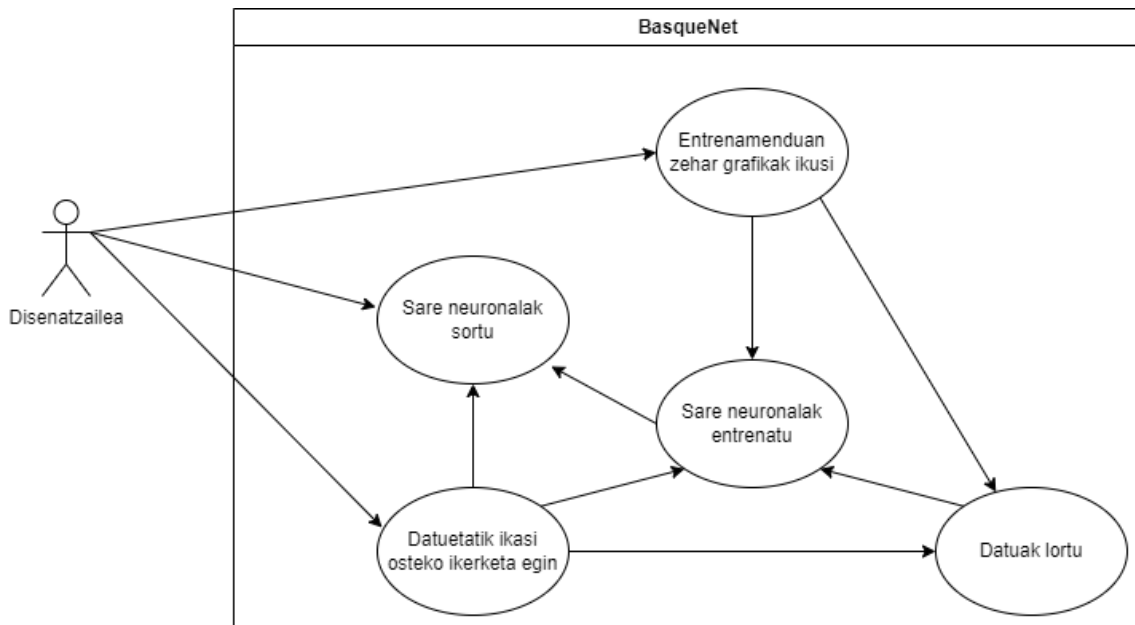 BasqueNet
Entrenamenduan
zehar grafikak ikusi
Disenatzailea
Sare neuronalak
sortu
Sare neuronalak
entrenatu
Datuetatik ikasi
osteko ikerketa egin
Datuak lortu